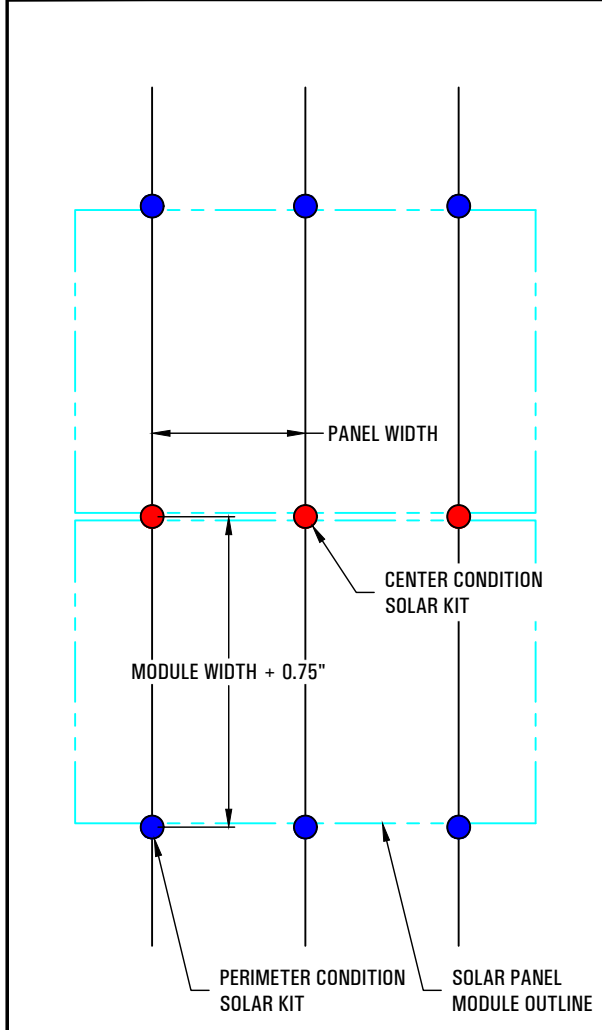 PANEL WIDTH
CENTER CONDITION
SOLAR KIT
MODULE WIDTH + 0.75"
PERIMETER CONDITION
SOLAR KIT
SOLAR PANEL
MODULE OUTLINE